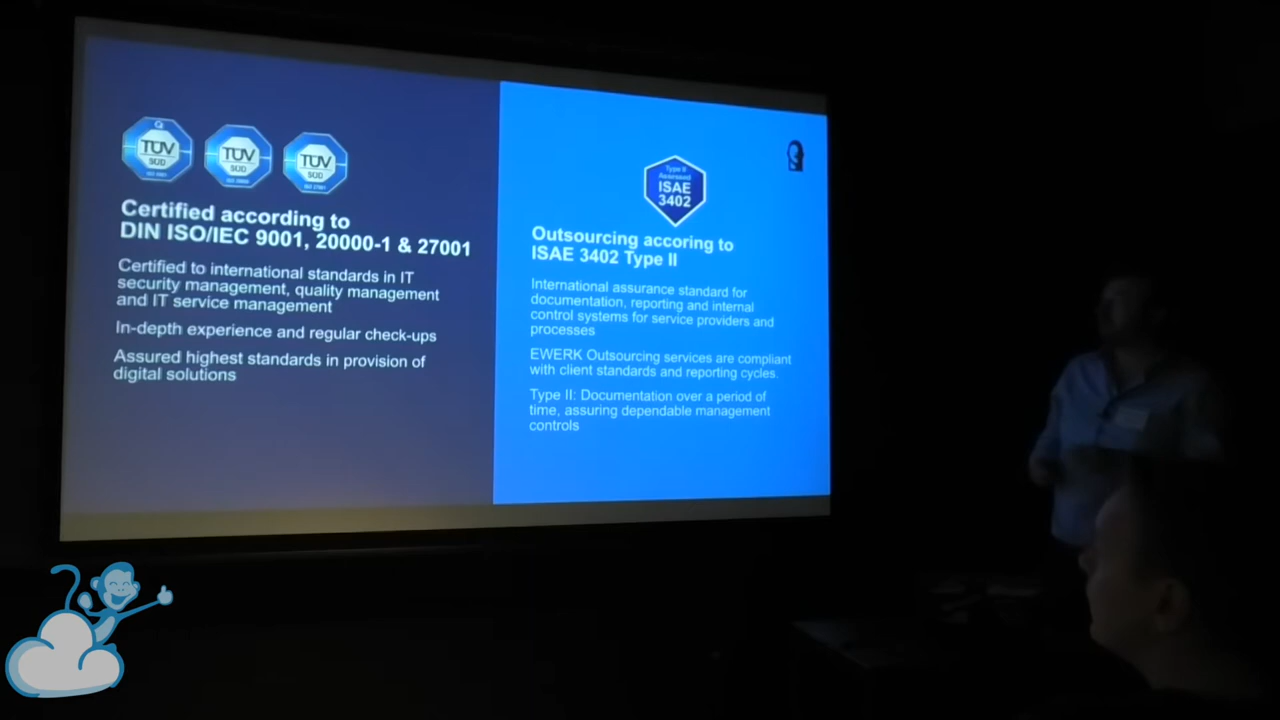 TÜV
SÜD
TÜV
SÜD
TÜV
SÜD
Certified according to
DIN ISO/IEC 9001, 20000-1 & 27001
Certified to international standards in IT
security management, quality management
and IT service management
In-depth experience and regular check-ups
Assured highest standards in provision of
digital solutions
Type II
Assessed
ISAE
3402
Outsourcing accoring to
ISAE 3402 Type II
International assurance standard for
documentation, reporting and internal
control systems for service providers and
processes
EWERK Outsourcing services are compliant
with client standards and reporting cycles.
Type II: Documentation over a period of
time, assuring dependable management
controls